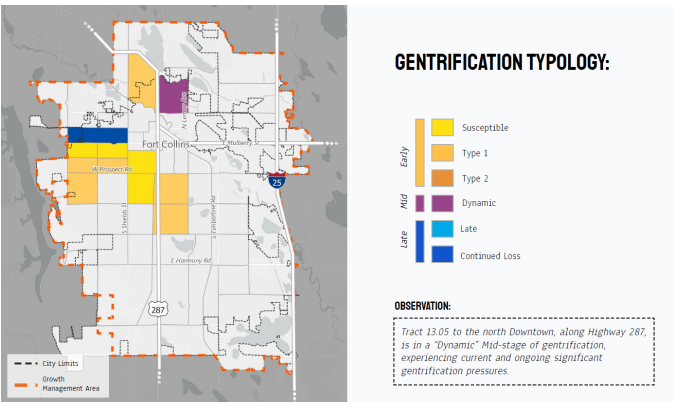 GENTRIFICATION TYPOLOGY:
Early
Susceptible
Type 1
Type 2
Mid
Dynamic
Late
Late
Continued Loss
OBSERVATION:
Tract 13.05 to the north Downtown, along Highway 287,
is in a "Dynamic" Mid-stage of gentrification,
experiencing current and ongoing significant
gentrification pressures.
N Lemay Ave
Fort Collins
Mulberry St
W Prospect Rd
25
S Shields St
S Timberline Rd
E Harmony Rd
287
City Limits
Growth
Management Area